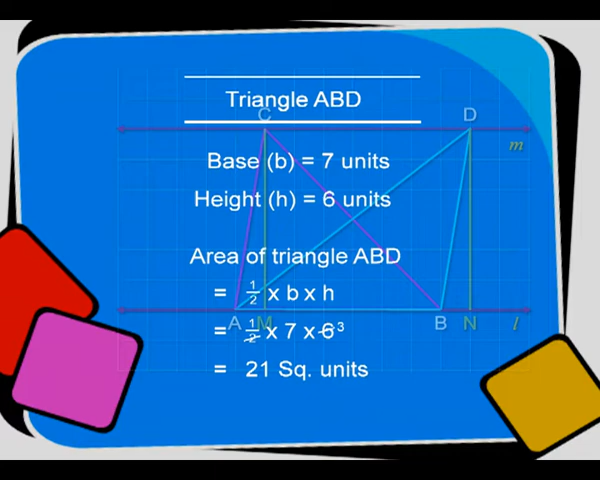 Triangle ABD
C D
m
Base (b) = 7 units
Height (h) = 6 units
Area of triangle ABD
= 1/2 x b x h
A M B N l
= 1/2 x 7 x 6 3
= 21 Sq. units